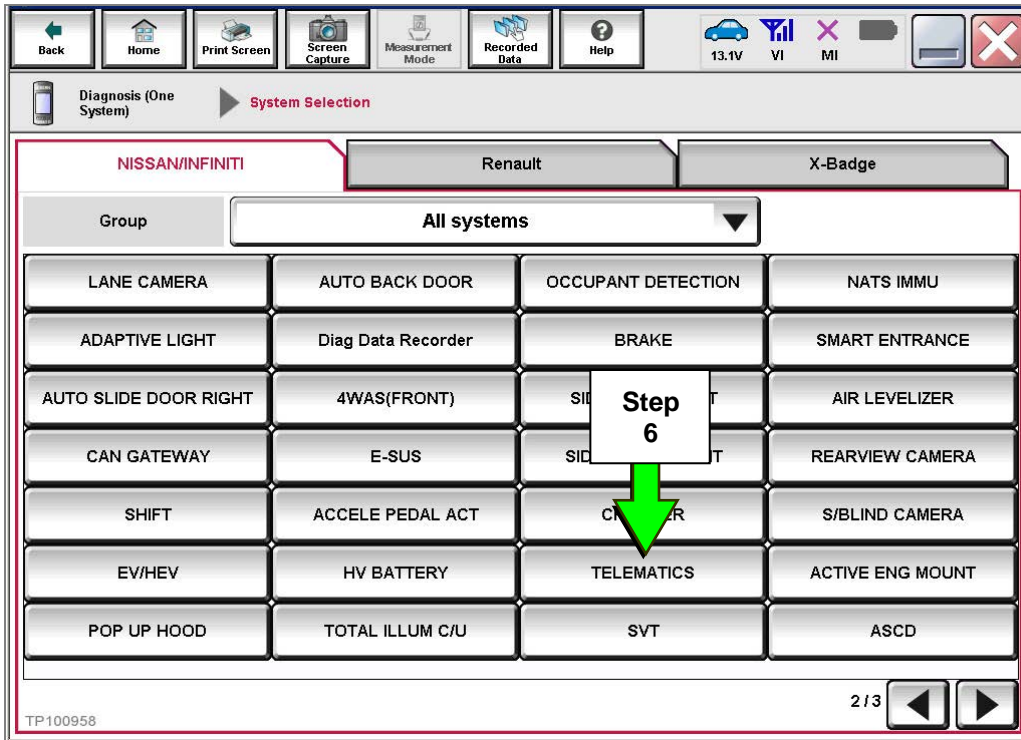 Back
Home
Print Screen
Screen
Capture
Measurement
Mode
Recorded
Data
Help
13.1V
VI
MI
Diagnosis (One
System)
System Selection
NISSAN/INFINITI
Renault
X-Badge
Group
All systems
LANE CAMERA
AUTO BACK DOOR
OCCUPANT DETECTION
NATS IMMU
ADAPTIVE LIGHT
Diag Data Recorder
BRAKE
SMART ENTRANCE
AUTO SLIDE DOOR RIGHT
4WAS(FRONT)
AIR LEVELIZER
Step
6
CAN GATEWAY
E-SUS
REARVIEW CAMERA
SHIFT
ACCELE PEDAL ACT
S/BLIND CAMERA
EV/HEV
HV BATTERY
TELEMATICS
ACTIVE ENG MOUNT
POP UP HOOD
TOTAL ILLUM C/U
SVT
ASCD
2/3
TP100958